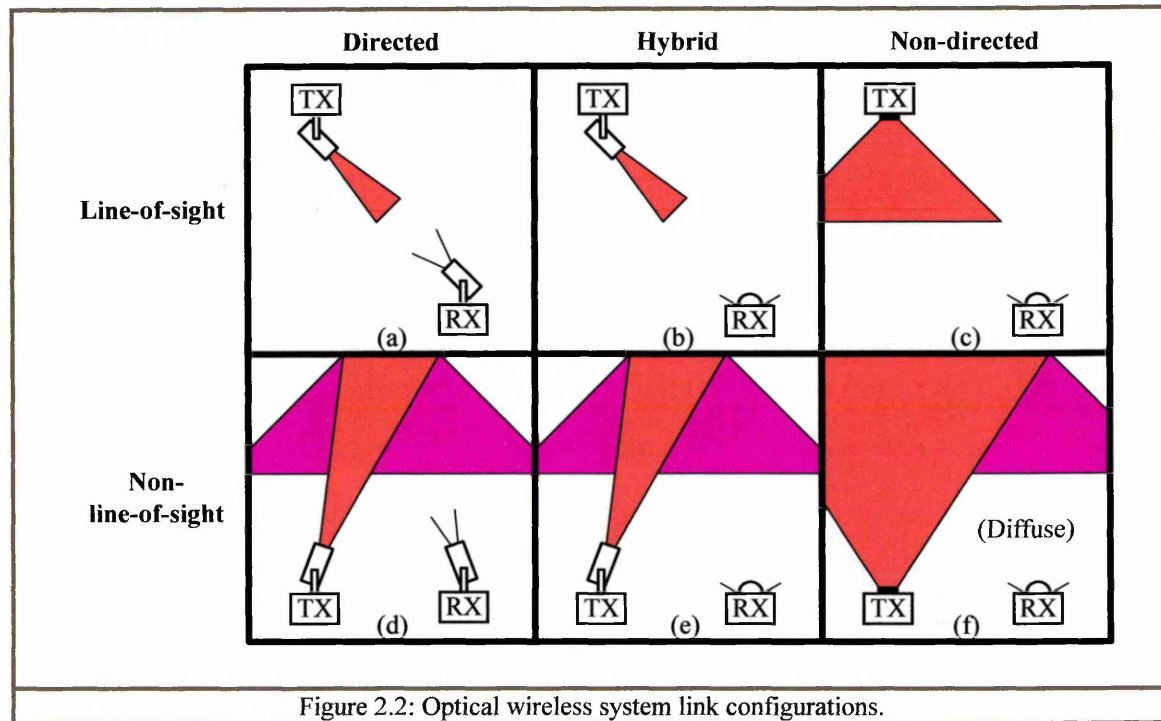 Directed Hybrid Non-directed
TX TX TX
Line-of-sight
RX RX RX
(a) (b) (c)
Non-
line-of-sight
(Diffuse)
TX RX TX RX TX RX
(d) (e) (f)
Figure 2.2: Optical wireless system link configurations.